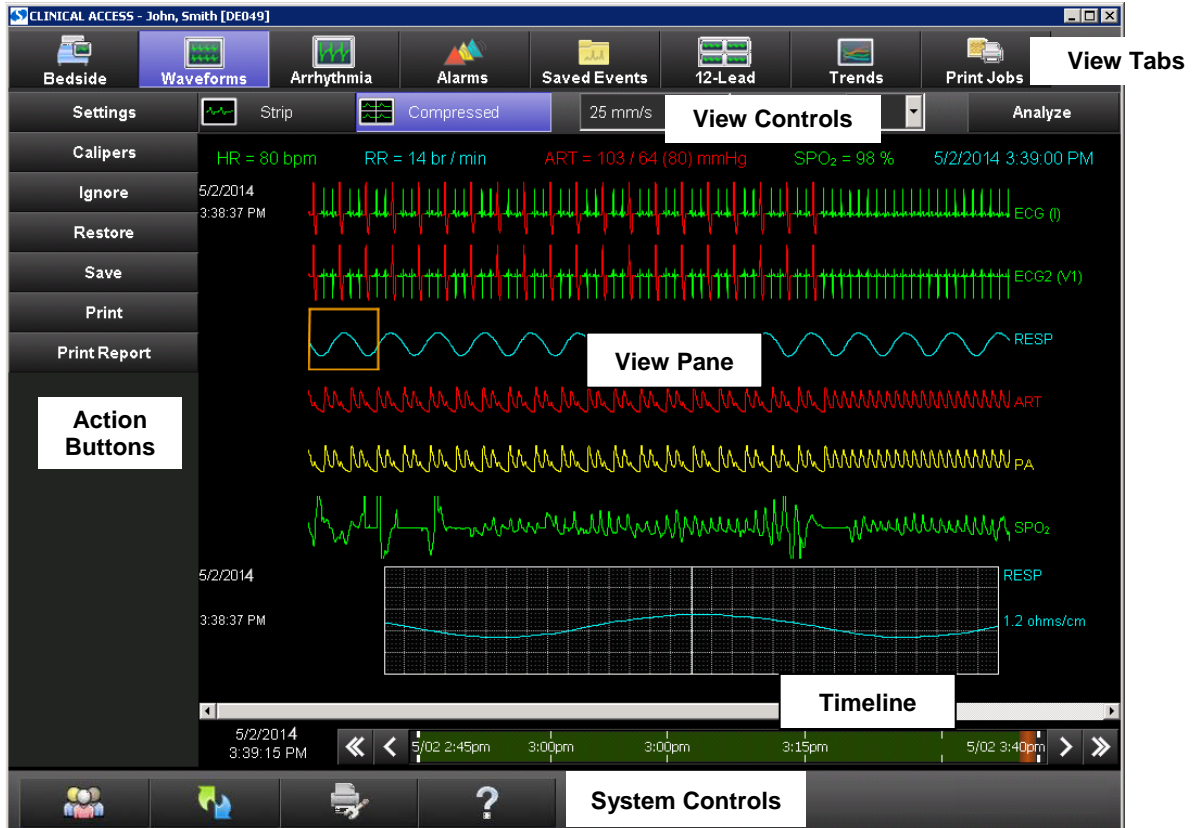 CLINICAL ACCESS - John, Smith [DE049]
Bedside
Waveforms
Arrhythmia
Alarms
Saved Events
12-Lead
Trends
Print Jobs
View Tabs
Settings
Strip
Compressed
25 mm/s
View Controls
Analyze
Calipers
HR = 80 bpm
RR = 14 br / min
ART = 103 / 64 (80) mmHg
SPO₂ = 98 %
5/2/2014 3:39:00 PM
Ignore
5/2/2014
3:38:37 PM
ECG (I)
Restore
Save
ECG2 (V1)
Print
RESP
Print Report
View Pane
Action
Buttons
ART
PA
SPO₂
5/2/2014
RESP
3:38:37 PM
1.2 ohms/cm
Timeline
5/2/2014
3:39:15 PM
5/02 2:45pm
3:00pm
3:00pm
3:15pm
5/02 3:40pm
?
System Controls